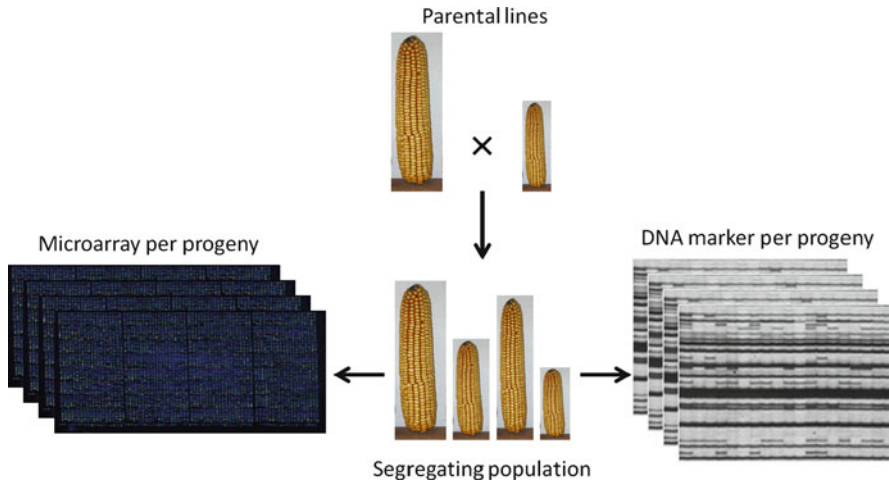 Parental lines
×
Microarray per progeny
DNA marker per progeny
Segregating population